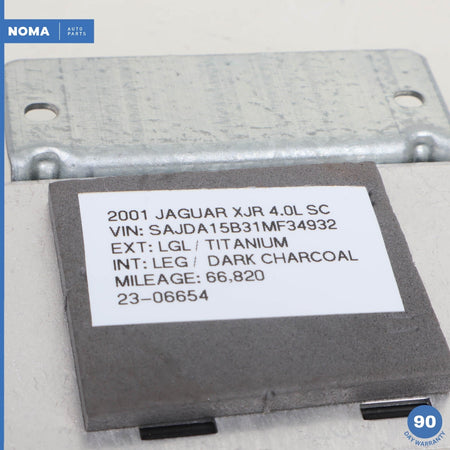 NOMA AUTO
PARTS
2001 JAGUAR XJR 4.0L SC
VIN: SAJDA15B31MF34932
EXT: LGL / TITANIUM
INT: LEG / DARK CHARCOAL
MILEAGE: 66,820
23-06654
90
DAY WARRANTY